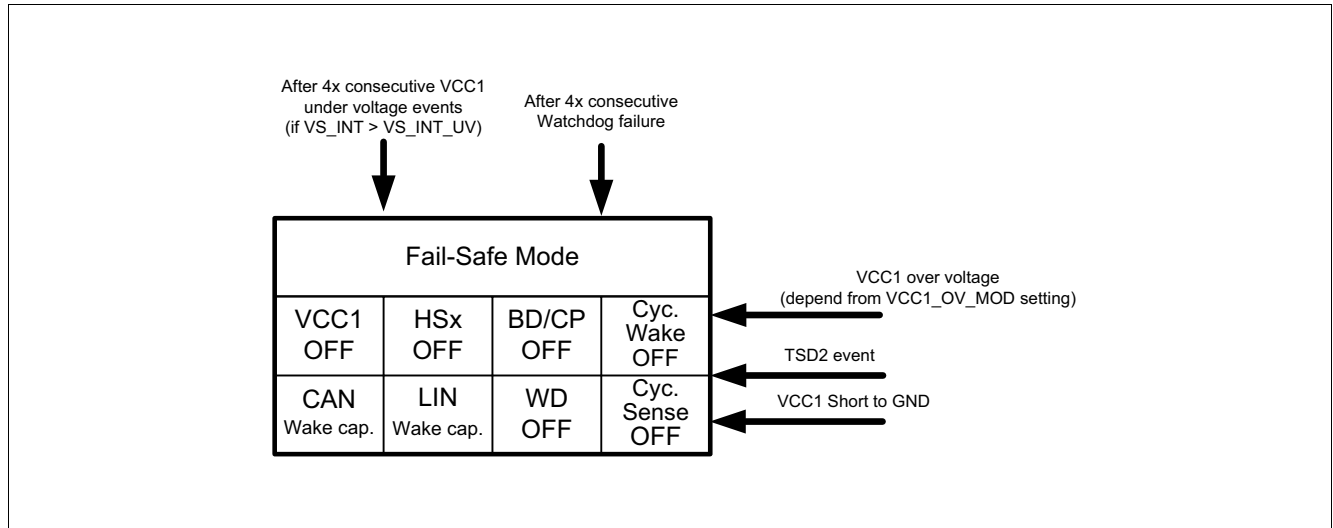 After 4x consecutive VCC1
under voltage events
(if VS_INT > VS_INT_UV)
After 4x consecutive
Watchdog failure
Fail-Safe Mode
VCC1 over voltage
(depend from VCC1_OV_MOD setting)
VCC1
OFF
HSx
OFF
BD/CP
OFF
Cyc.
Wake
OFF
TSD2 event
CAN
Wake cap.
LIN
Wake cap.
WD
OFF
Cyc.
Sense
OFF
VCC1 Short to GND